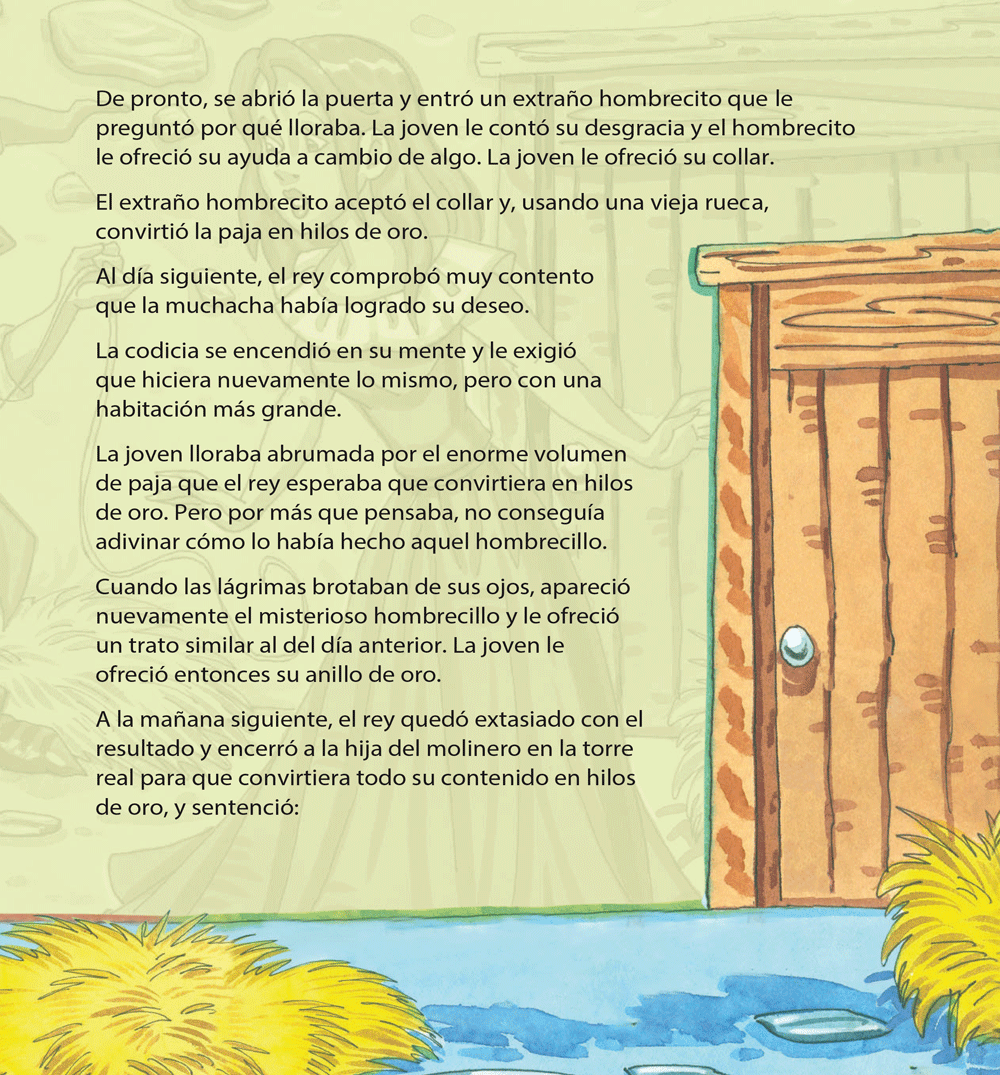 De pronto, se abrió la puerta y entró un extraño hombrecito que le
preguntó por qué lloraba. La joven le contó su desgracia y el hombrecito
le ofreció su ayuda a cambio de algo. La joven le ofreció su collar.
El extraño hombrecito aceptó el collar y, usando una vieja rueca,
convirtió la paja en hilos de oro.
Al día siguiente, el rey comprobó muy contento
que la muchacha había logrado su deseo.
La codicia se encendió en su mente y le exigió
que hiciera nuevamente lo mismo, pero con una
habitación más grande.
La joven lloraba abrumada por el enorme volumen
de paja que el rey esperaba que convirtiera en hilos
de oro. Pero por más que pensaba, no conseguía
adivinar cómo lo había hecho aquel hombrecillo.
Cuando las lágrimas brotaban de sus ojos, apareció
nuevamente el misterioso hombrecillo y le ofreció
un trato similar al del día anterior. La joven le
ofreció entonces su anillo de oro.
A la mañana siguiente, el rey quedó extasiado con el
resultado y encerró a la hija del molinero en la torre
real para que convirtiera todo su contenido en hilos
de oro, y sentenció: